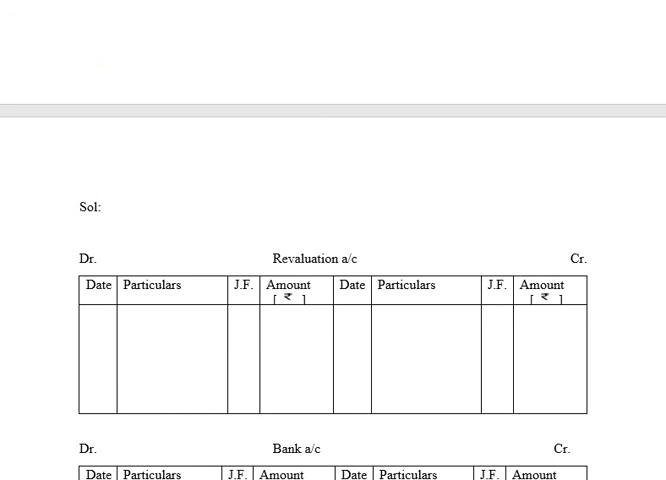 Sol:
Dr. Revaluation a/c Cr.
Date Particulars J.F. Amount Date Particulars J.F. Amount
[ ₹ ] [ ₹ ]
Dr. Bank a/c Cr.
Date Particulars J.F. Amount Date Particulars J.F. Amount